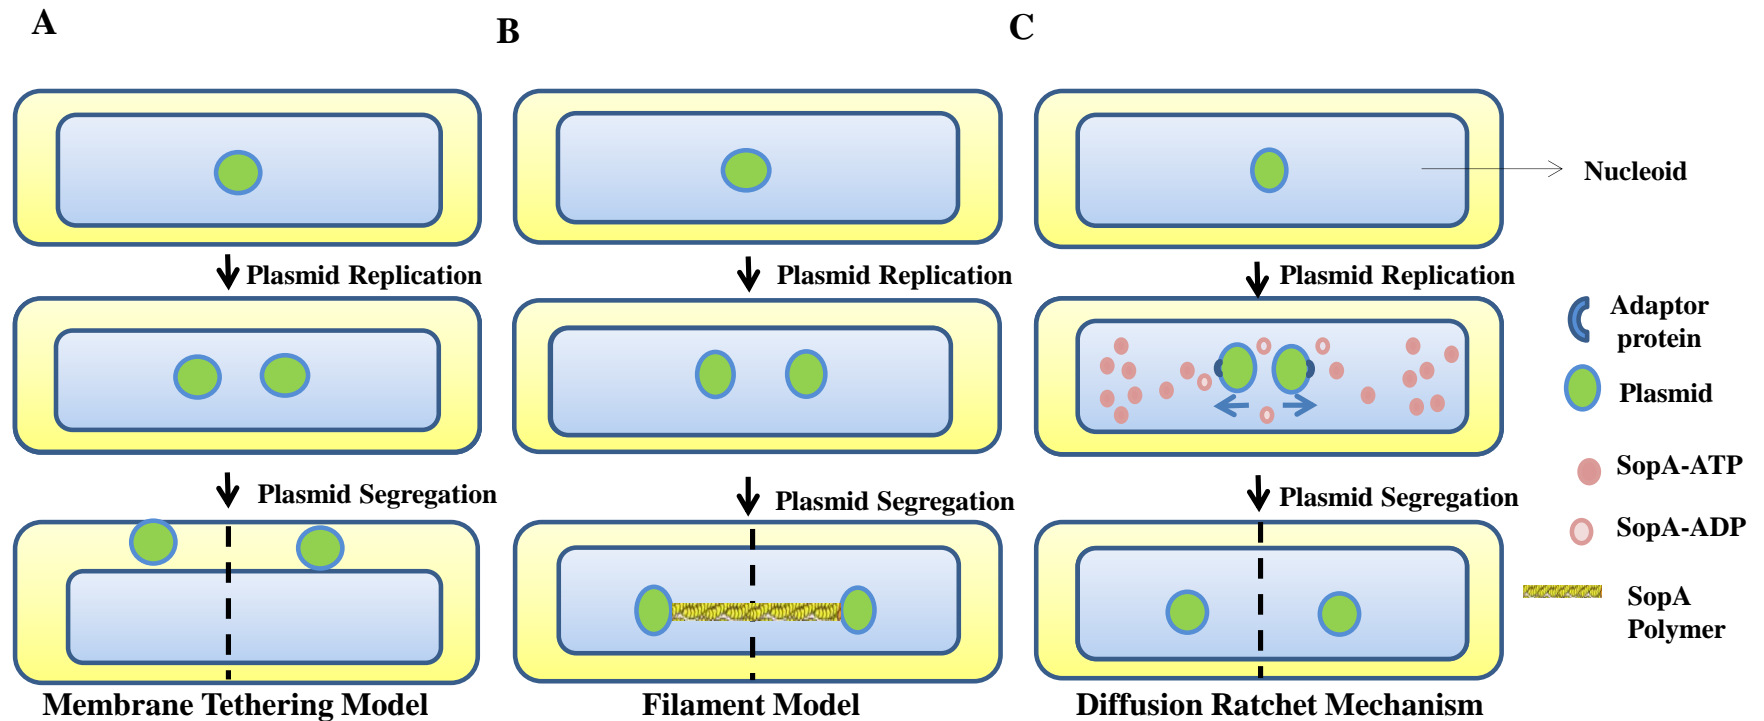 A
B
C
Nucleoid
Plasmid Replication
Plasmid Replication
Plasmid Replication
Adaptor
protein
Plasmid
SopA-ATP
SopA-ADP
SopA
Polymer
Plasmid Segregation
Plasmid Segregation
Plasmid Segregation
Membrane Tethering Model
Filament Model
Diffusion Ratchet Mechanism